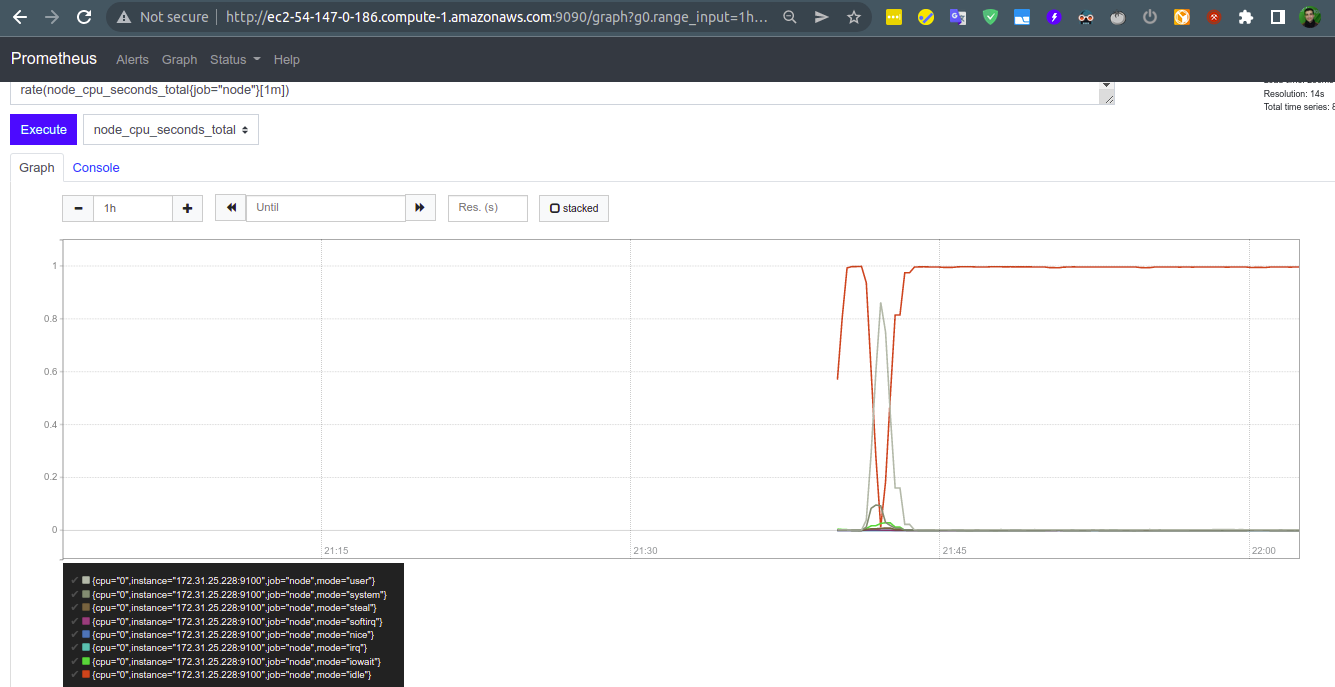 Not secure | http://ec2-54-147-0-186.compute-1.amazonaws.com:9090/graph?g0.range_input=1h...
Prometheus Alerts Graph Status Help
rate(node_cpu_seconds_total{job="node"}[1m])
Resolution: 14s
Total time series: 8
Execute node_cpu_seconds_total
Graph Console
1h Until Res. (s) stacked
1
0.8
0.6
0.4
0.2
0
21:15 21:30 21:45 22:00
{cpu="0",instance="172.31.25.228:9100",job="node",mode="user"}
{cpu="0",instance="172.31.25.228:9100",job="node",mode="system"}
{cpu="0",instance="172.31.25.228:9100",job="node",mode="steal"}
{cpu="0",instance="172.31.25.228:9100",job="node",mode="softirq"}
{cpu="0",instance="172.31.25.228:9100",job="node",mode="nice"}
{cpu="0",instance="172.31.25.228:9100",job="node",mode="irq"}
{cpu="0",instance="172.31.25.228:9100",job="node",mode="iowait"}
{cpu="0",instance="172.31.25.228:9100",job="node",mode="idle"}